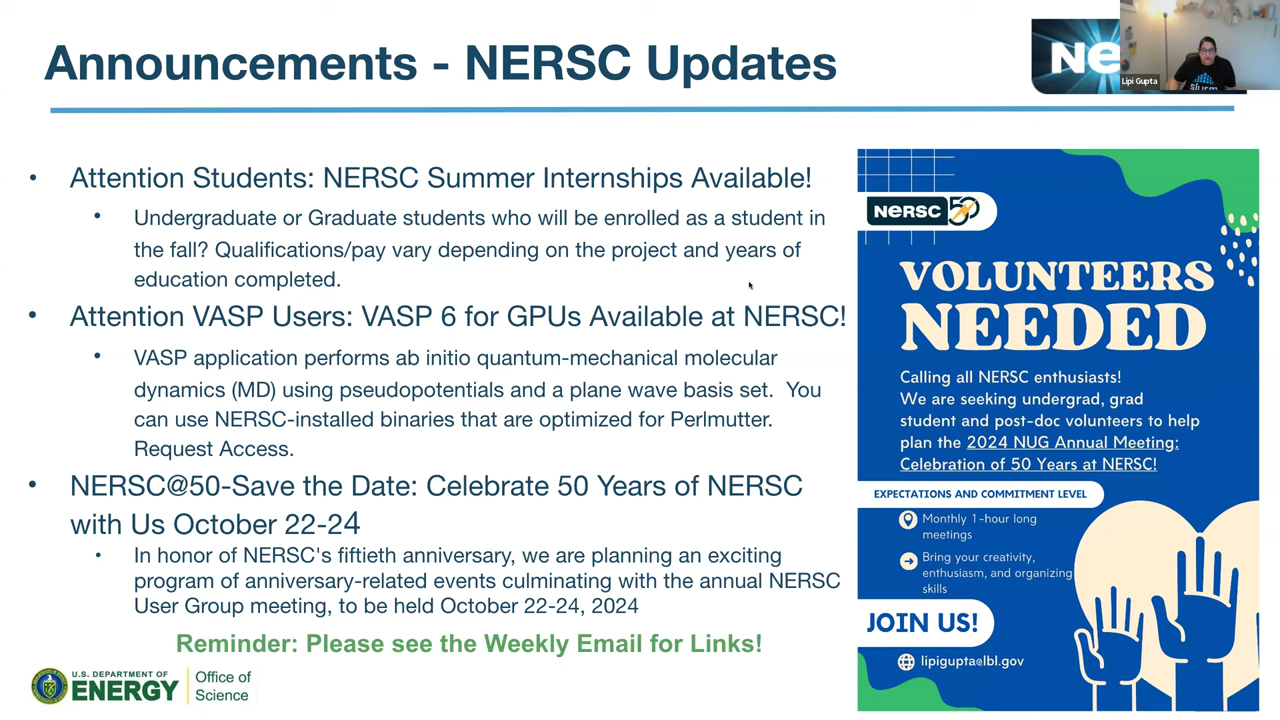 Announcements - NERSC Updates
Ne
Lipi Gupta
• Attention Students: NERSC Summer Internships Available!
• Undergraduate or Graduate students who will be enrolled as a student in
the fall? Qualifications/pay vary depending on the project and years of
education completed.
• Attention VASP Users: VASP 6 for GPUs Available at NERSC!
• VASP application performs ab initio quantum-mechanical molecular
dynamics (MD) using pseudopotentials and a plane wave basis set. You
can use NERSC-installed binaries that are optimized for Perlmutter.
Request Access.
• NERSC@50-Save the Date: Celebrate 50 Years of NERSC
with Us October 22-24
• In honor of NERSC's fiftieth anniversary, we are planning an exciting
program of anniversary-related events culminating with the annual NERSC
User Group meeting, to be held October 22-24, 2024
Reminder: Please see the Weekly Email for Links!
U.S. DEPARTMENT OF
ENERGY
Office of
Science
NERSC 50
VOLUNTEERS
NEEDED
Calling all NERSC enthusiasts!
We are seeking undergrad, grad
student and post-doc volunteers to help
plan the 2024 NUG Annual Meeting:
Celebration of 50 Years at NERSC!
EXPECTATIONS AND COMMITMENT LEVEL
Monthly 1-hour long
meetings
Bring your creativity,
enthusiasm, and organizing
skills
JOIN US!
lipigupta@lbl.gov